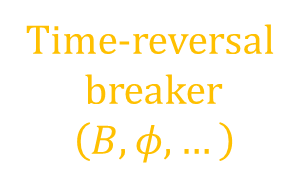 Time-reversal
breaker
(B, ϕ, … )